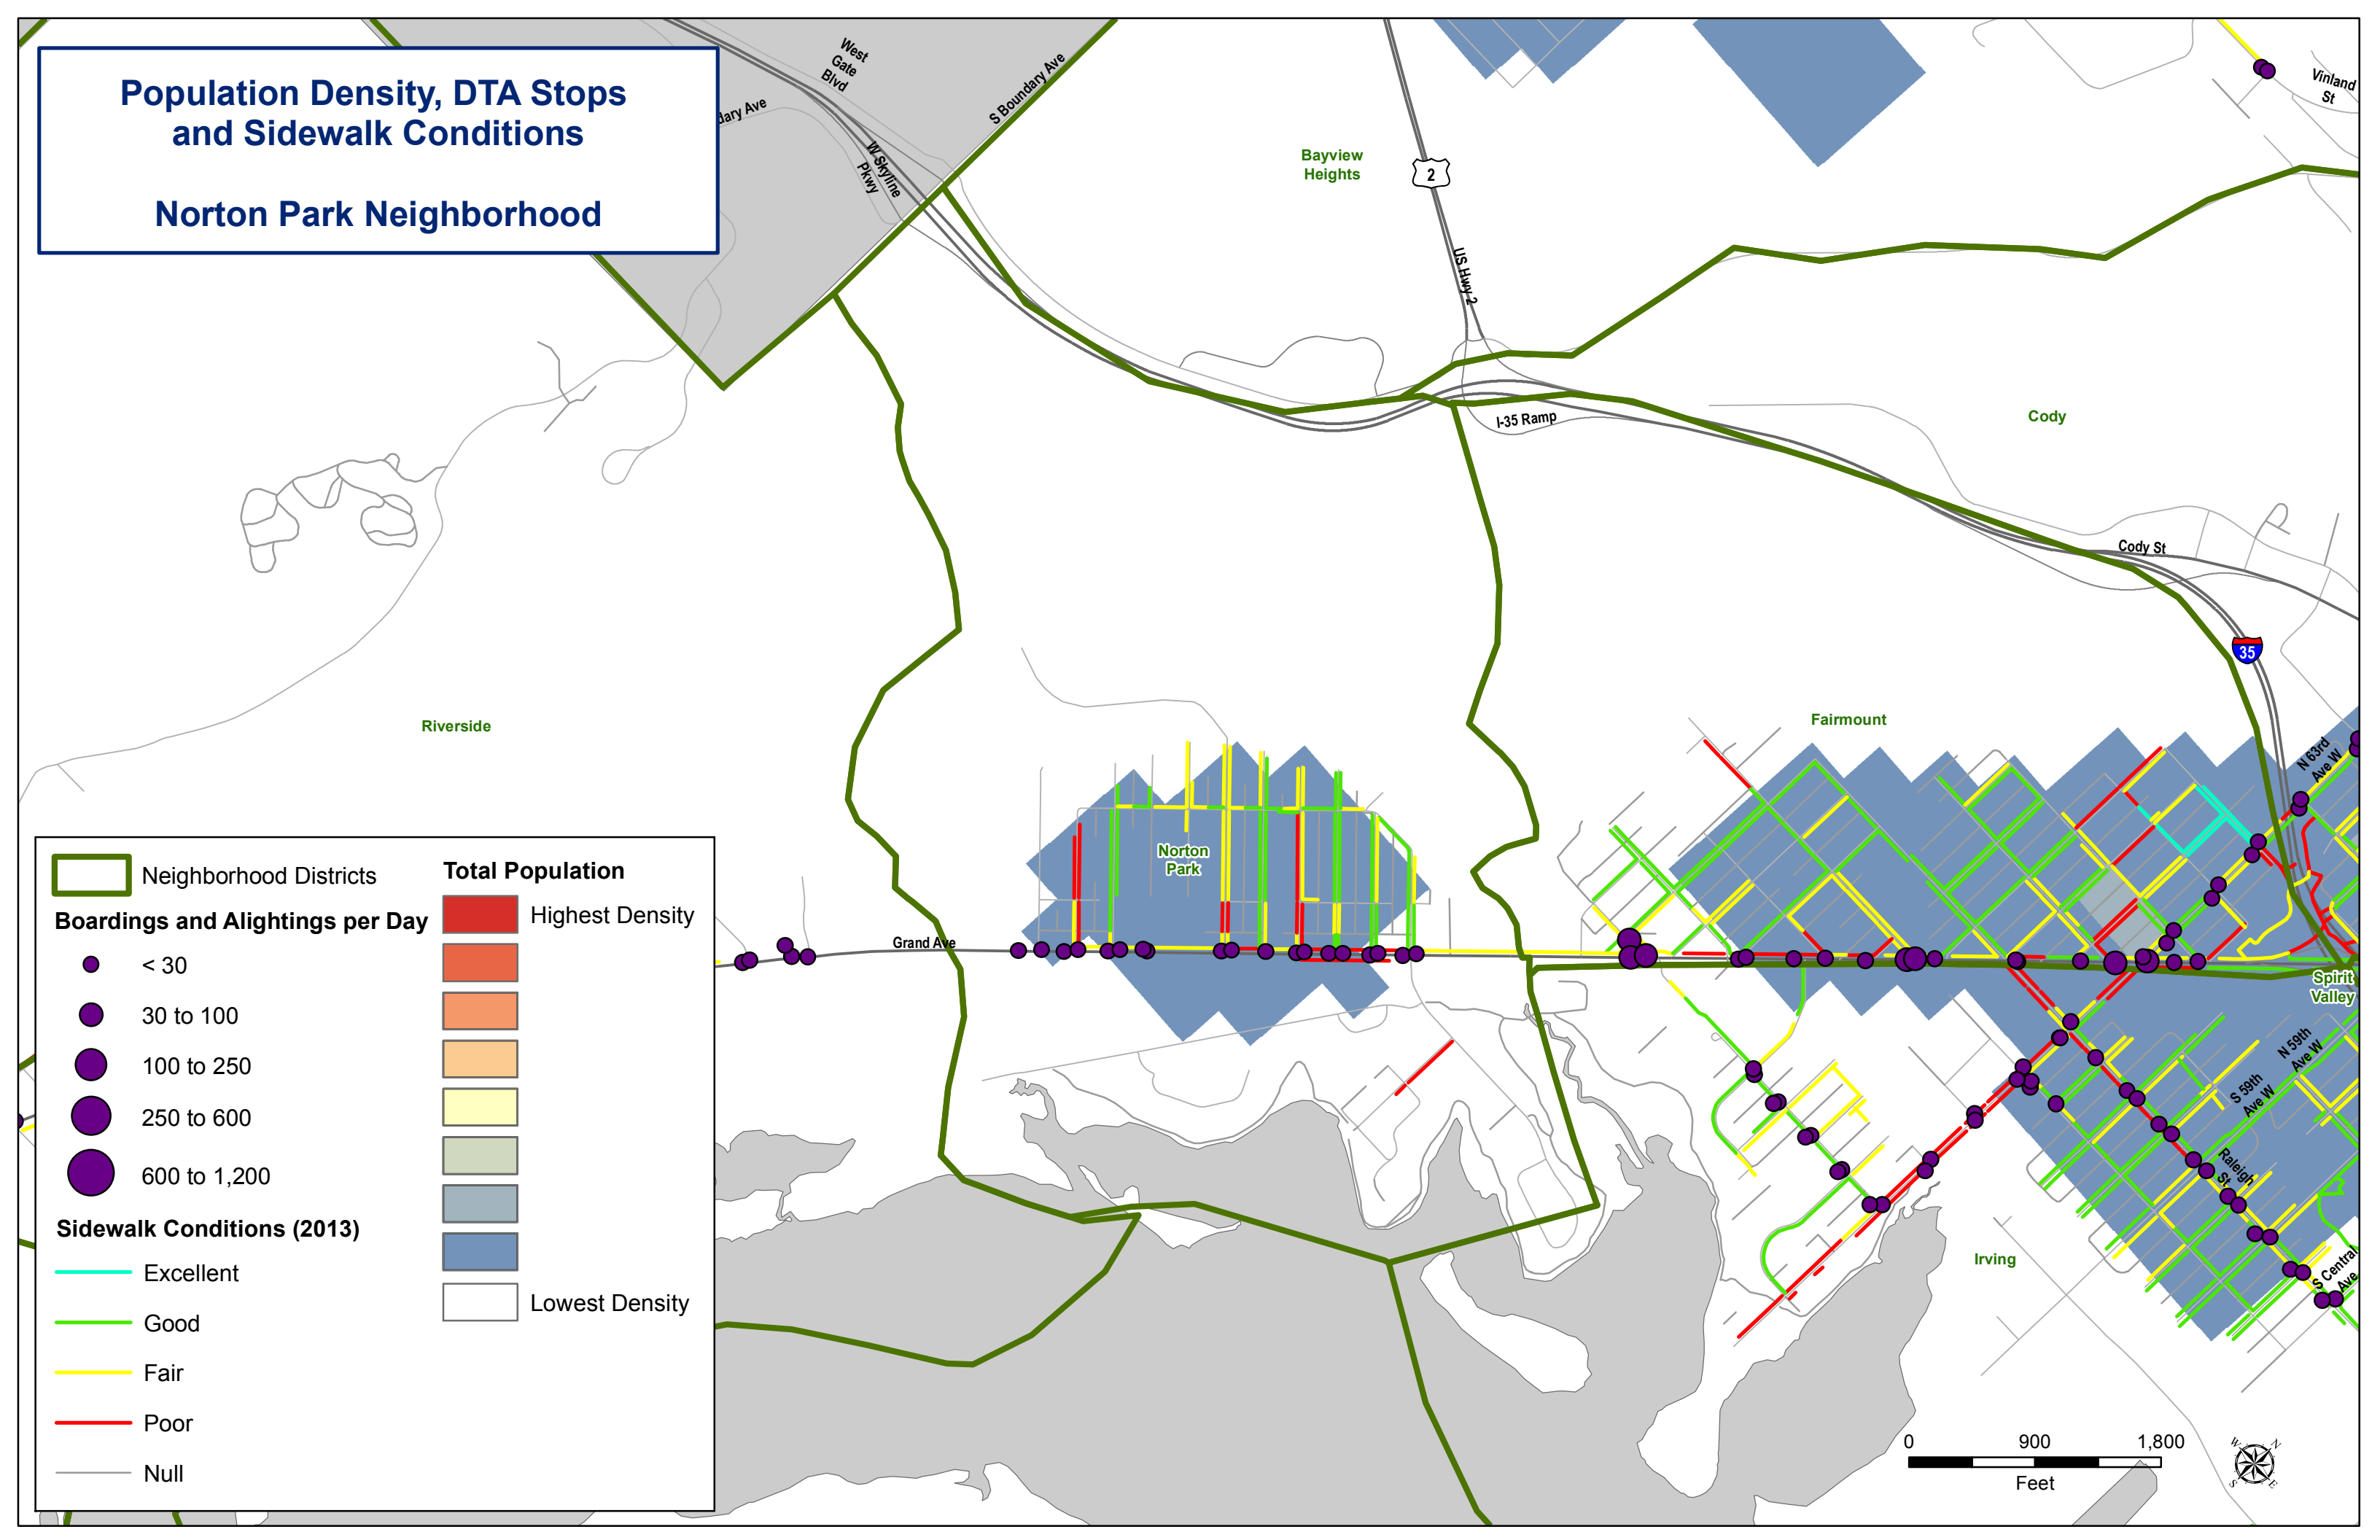 Population Density, DTA Stops
and Sidewalk Conditions
Norton Park Neighborhood
West
Gate
Blvd
dary Ave
W Skyline
Pkwy
S Boundary Ave
Bayview
Heights
2
US Hwy 2
I-35 Ramp
Vinland
St
Cody
Cody St
35
Riverside
Fairmount
N 63rd
Ave W
Norton
Park
Grand Ave
Spirit
Valley
N 59th
Ave W
S 59th
Ave W
Raleigh
St
Irving
S Central
Ave
Neighborhood Districts
Boardings and Alightings per Day
< 30
30 to 100
100 to 250
250 to 600
600 to 1,200
Sidewalk Conditions (2013)
Excellent
Good
Fair
Poor
Null
Total Population
Highest Density
Lowest Density
0 900 1,800
Feet
W N
S E